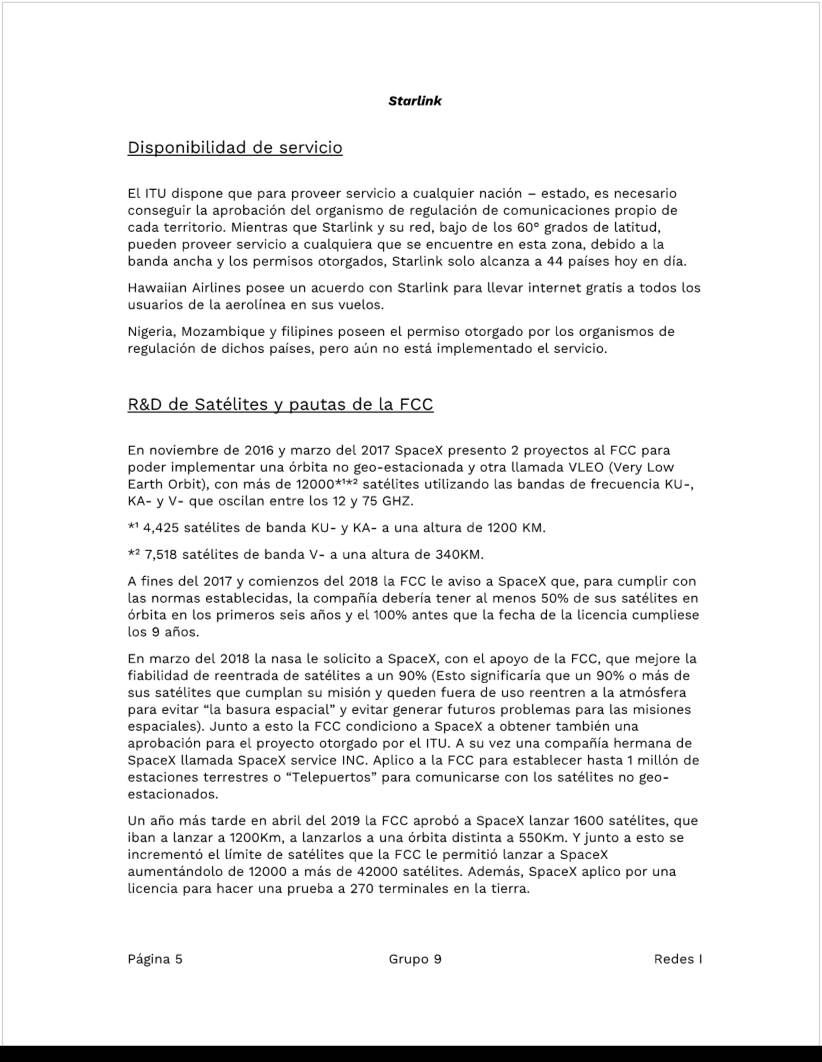 Starlink
Disponibilidad de servicio
El ITU dispone que para proveer servicio a cualquier nación – estado, es necesario
conseguir la aprobación del organismo de regulación de comunicaciones propio de
cada territorio. Mientras que Starlink y su red, bajo de los 60° grados de latitud,
pueden proveer servicio a cualquiera que se encuentre en esta zona, debido a la
banda ancha y los permisos otorgados, Starlink solo alcanza a 44 países hoy en día.
Hawaiian Airlines posee un acuerdo con Starlink para llevar internet gratis a todos los
usuarios de la aerolínea en sus vuelos.
Nigeria, Mozambique y filipines poseen el permiso otorgado por los organismos de
regulación de dichos países, pero aún no está implementado el servicio.
R&D de Satélites y pautas de la FCC
En noviembre de 2016 y marzo del 2017 SpaceX presento 2 proyectos al FCC para
poder implementar una órbita no geo-estacionada y otra llamada VLEO (Very Low
Earth Orbit), con más de 12000*¹*² satélites utilizando las bandas de frecuencia KU-,
KA- y V- que oscilan entre los 12 y 75 GHZ.
*¹ 4,425 satélites de banda KU- y KA- a una altura de 1200 KM.
*² 7,518 satélites de banda V- a una altura de 340KM.
A fines del 2017 y comienzos del 2018 la FCC le aviso a SpaceX que, para cumplir con
las normas establecidas, la compañía debería tener al menos 50% de sus satélites en
órbita en los primeros seis años y el 100% antes que la fecha de la licencia cumpliese
los 9 años.
En marzo del 2018 la nasa le solicito a SpaceX, con el apoyo de la FCC, que mejore la
fiabilidad de reentrada de satélites a un 90% (Esto significaría que un 90% o más de
sus satélites que cumplan su misión y queden fuera de uso reentren a la atmósfera
para evitar “la basura espacial” y evitar generar futuros problemas para las misiones
espaciales). Junto a esto la FCC condiciono a SpaceX a obtener también una
aprobación para el proyecto otorgado por el ITU. A su vez una compañía hermana de
SpaceX llamada SpaceX service INC. Aplico a la FCC para establecer hasta 1 millón de
estaciones terrestres o “Telepuertos” para comunicarse con los satélites no geo-
estacionados.
Un año más tarde en abril del 2019 la FCC aprobó a SpaceX lanzar 1600 satélites, que
iban a lanzar a 1200Km, a lanzarlos a una órbita distinta a 550Km. Y junto a esto se
incrementó el límite de satélites que la FCC le permitió lanzar a SpaceX
aumentándolo de 12000 a más de 42000 satélites. Además, SpaceX aplico por una
licencia para hacer una prueba a 270 terminales en la tierra.
Página 5 Grupo 9 Redes I